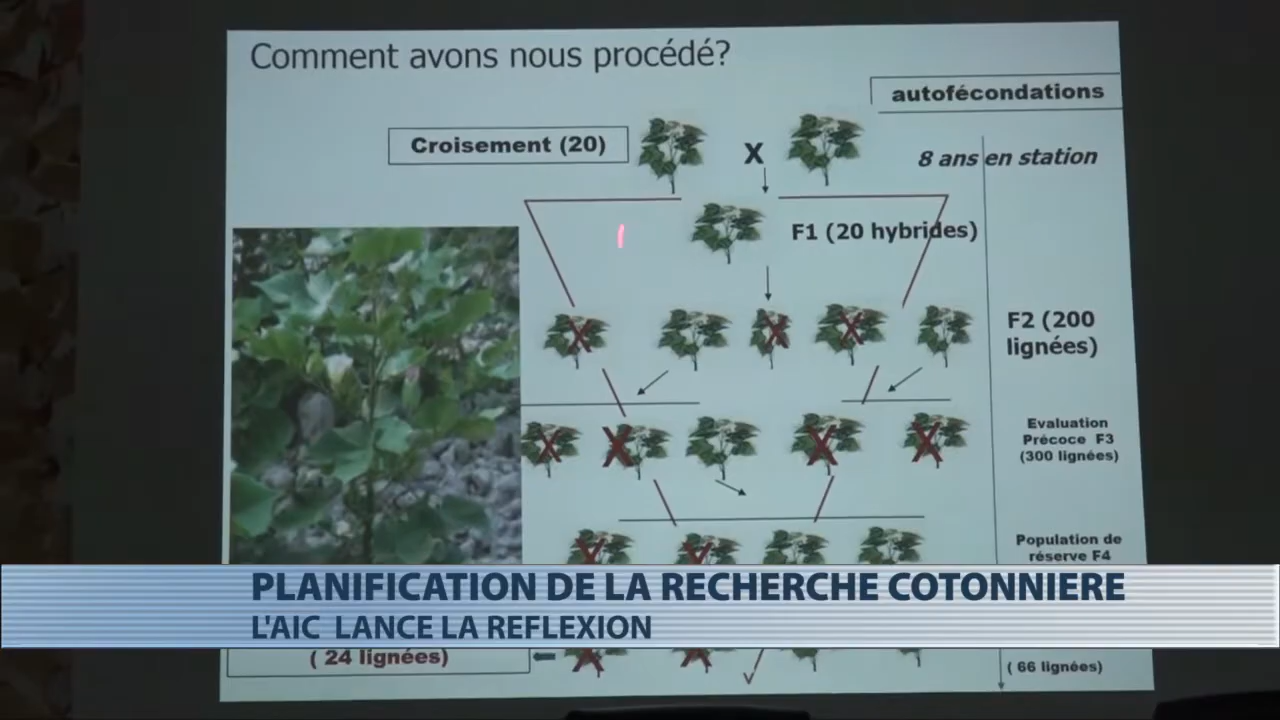 Comment avons nous procédé?
autofécondations
Croisement (20)
X
8 ans en station
F1 (20 hybrides)
F2 (200
lignées)
Evaluation
Précoce F3
(300 lignées)
Population de
réserve F4
PLANIFICATION DE LA RECHERCHE COTONNIERE
L'AIC LANCE LA REFLEXION
( 24 lignées)
( 66 lignées)